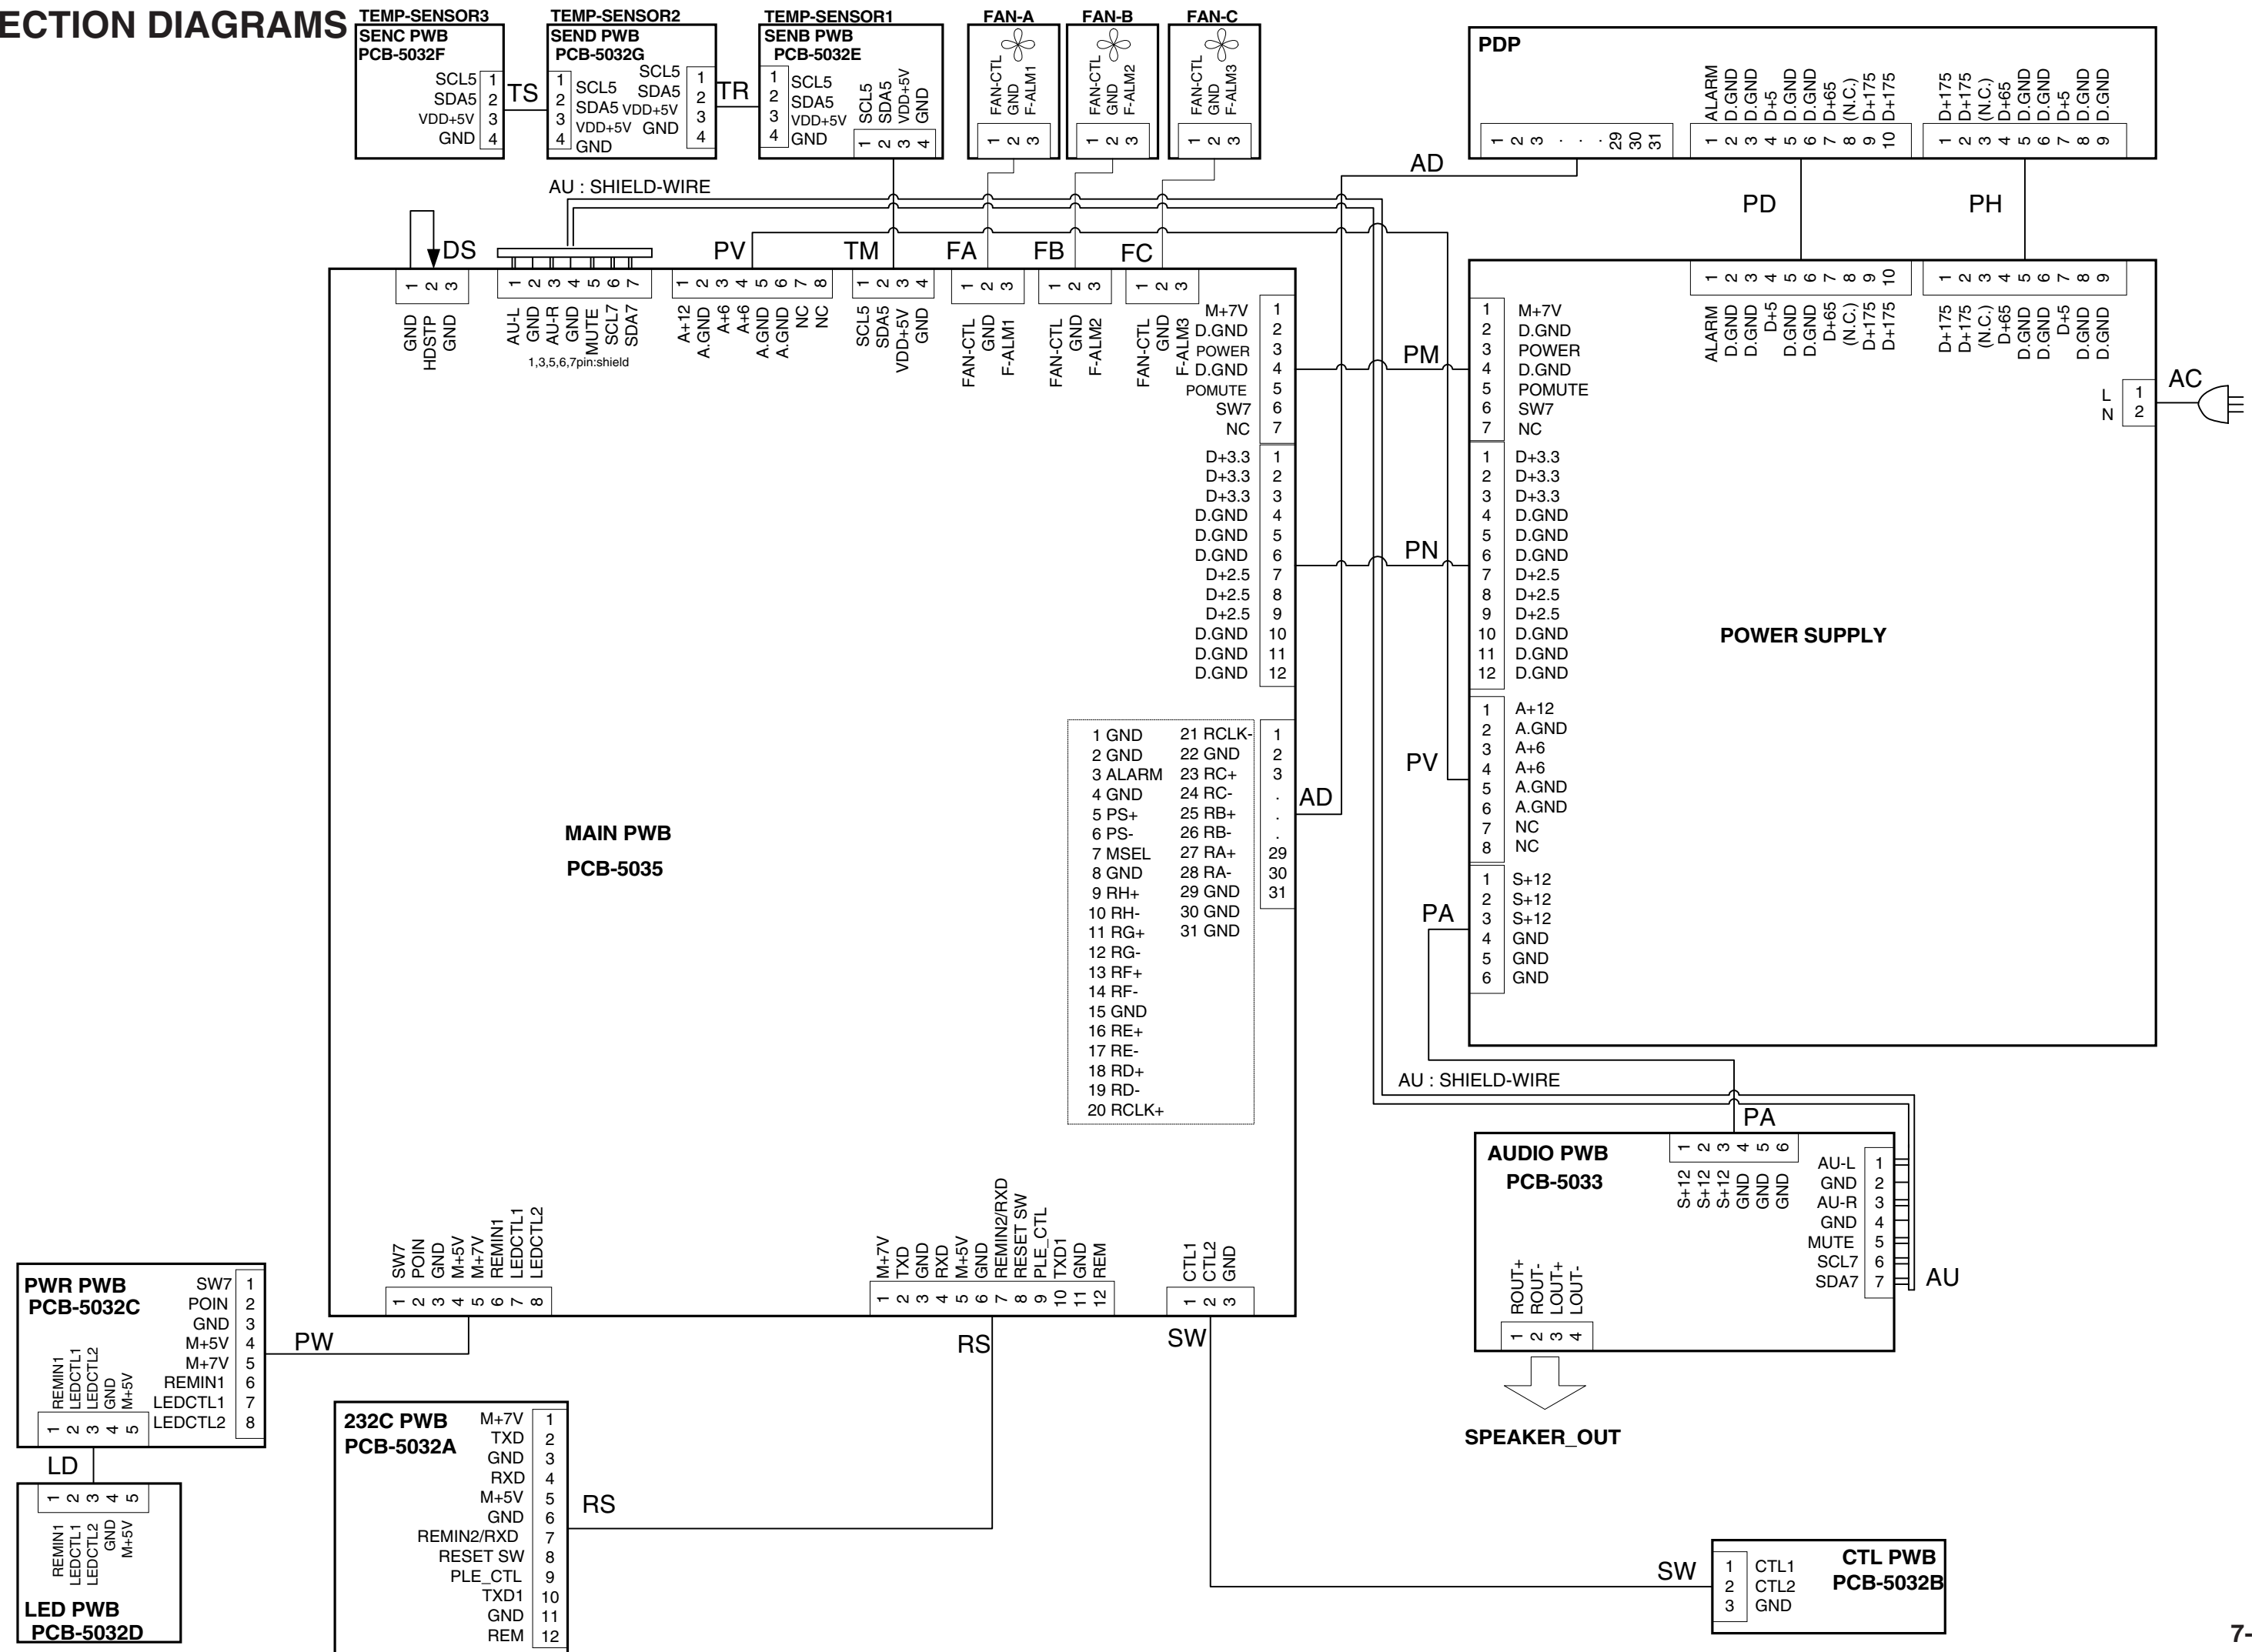 ECTION DIAGRAMS
TEMP-SENSOR3
SENC PWB
PCB-5032F
SCL5 1
SDA5 2
VDD+5V 3
GND 4
TS
TEMP-SENSOR2
SEND PWB
PCB-5032G
1 SCL5
2 SDA5
3 VDD+5V
4 GND
SCL5 1
SDA5 2
VDD+5V 3
GND 4
TR
TEMP-SENSOR1
SENB PWB
PCB-5032E
1 SCL5
2 SDA5
3 VDD+5V
4 GND
SCL5 SDA5 VDD+5V GND
1 2 3 4
FAN-A
FAN-CTL GND F-ALM1
1 2 3
FAN-B
FAN-CTL GND F-ALM2
1 2 3
FAN-C
FAN-CTL GND F-ALM3
1 2 3
PDP
1 2 3 . . . 29 30 31
ALARM D.GND D.GND D+5 D.GND D.GND D+65 (N.C.) D+175 D+175
1 2 3 4 5 6 7 8 9 10
D+175 D+175 (N.C.) D+65 D.GND D.GND D+5 D.GND D.GND
1 2 3 4 5 6 7 8 9
AD
PD
PH
AU : SHIELD-WIRE
DS
PV
TM
FA
FB
FC
1 2 3
GND HDSTP GND
1 2 3 4 5 6 7
AU-L GND AU-R GND MUTE SCL7 SDA7
1,3,5,6,7pin:shield
1 2 3 4 5 6 7 8
A+12 A.GND A+6 A+6 A.GND A.GND NC NC
1 2 3 4
SCL5 SDA5 VDD+5V GND
1 2 3
FAN-CTL GND F-ALM1
1 2 3
FAN-CTL GND F-ALM2
1 2 3
FAN-CTL GND F-ALM3
M+7V 1
D.GND 2
POWER 3
D.GND 4
POMUTE 5
SW7 6
NC 7
D+3.3 1
D+3.3 2
D+3.3 3
D.GND 4
D.GND 5
D.GND 6
D+2.5 7
D+2.5 8
D+2.5 9
D.GND 10
D.GND 11
D.GND 12
PM
PN
PV
PA
1 2 3 4 5 6 7 8 9 10
ALARM D.GND D.GND D+5 D.GND D.GND D+65 (N.C.) D+175 D+175
1 2 3 4 5 6 7 8 9
D+175 D+175 (N.C.) D+65 D.GND D.GND D+5 D.GND D.GND
1 M+7V
2 D.GND
3 POWER
4 D.GND
5 POMUTE
6 SW7
7 NC
1 D+3.3
2 D+3.3
3 D+3.3
4 D.GND
5 D.GND
6 D.GND
7 D+2.5
8 D+2.5
9 D+2.5
10 D.GND
11 D.GND
12 D.GND
1 A+12
2 A.GND
3 A+6
4 A+6
5 A.GND
6 A.GND
7 NC
8 NC
1 S+12
2 S+12
3 S+12
4 GND
5 GND
6 GND
L 1
N 2
AC
POWER SUPPLY
MAIN PWB
PCB-5035
1 GND
2 GND
3 ALARM
4 GND
5 PS+
6 PS-
7 MSEL
8 GND
9 RH+
10 RH-
11 RG+
12 RG-
13 RF+
14 RF-
15 GND
16 RE+
17 RE-
18 RD+
19 RD-
20 RCLK+
21 RCLK-
22 GND
23 RC+
24 RC-
25 RB+
26 RB-
27 RA+
28 RA-
29 GND
30 GND
31 GND
1
2
3
.
.
.
29
30
31
AD
AU : SHIELD-WIRE
PA
AUDIO PWB
PCB-5033
1 2 3 4 5 6
S+12 S+12 S+12 GND GND GND
AU-L 1
GND 2
AU-R 3
GND 4
MUTE 5
SCL7 6
SDA7 7
AU
ROUT+ ROUT- LOUT+ LOUT-
1 2 3 4
SPEAKER_OUT
SW7 POIN GND M+5V M+7V REMIN1 LEDCTL1 LEDCTL2
1 2 3 4 5 6 7 8
M+7V TXD GND RXD M+5V GND REMIN2/RXD RESET SW PLE_CTL TXD1 GND REM
1 2 3 4 5 6 7 8 9 10 11 12
CTL1 CTL2 GND
1 2 3
PWR PWB
PCB-5032C
SW7 1
POIN 2
GND 3
M+5V 4
M+7V 5
REMIN1 6
LEDCTL1 7
LEDCTL2 8
REMIN1 LEDCTL1 LEDCTL2 GND M+5V
1 2 3 4 5
PW
LD
1 2 3 4 5
REMIN1 LEDCTL1 LEDCTL2 GND M+5V
LED PWB
PCB-5032D
232C PWB
PCB-5032A
M+7V 1
TXD 2
GND 3
RXD 4
M+5V 5
GND 6
REMIN2/RXD 7
RESET SW 8
PLE_CTL 9
TXD1 10
GND 11
REM 12
RS
RS
SW
SW
1 CTL1
2 CTL2
3 GND
CTL PWB
PCB-5032B
7-